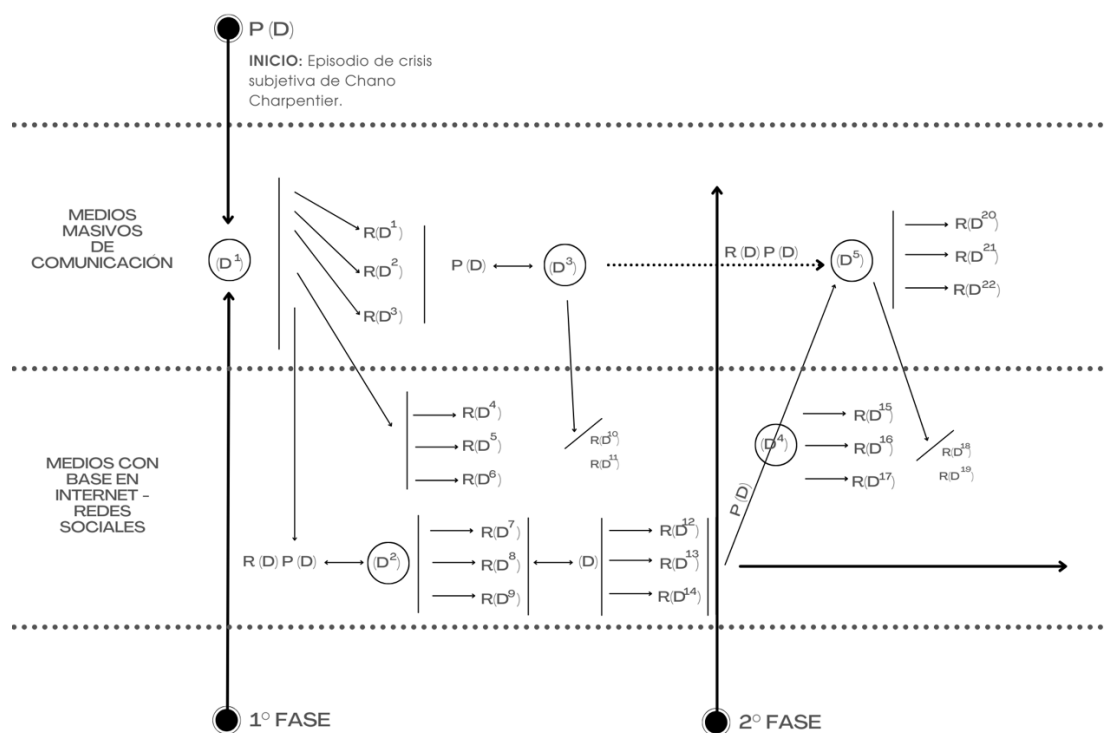 P (D)
INICIO: Episodio de crisis
subjetiva de Chano
Charpentier.
MEDIOS
MASIVOS
DE
COMUNICACIÓN
(D¹)
R(D¹)
R(D²)
R(D³)
P (D)
(D³)
R (D) P (D)
(D⁵)
R(D²⁰)
R(D²¹)
R(D²²)
MEDIOS CON
BASE EN
INTERNET -
REDES
SOCIALES
R(D⁴)
R(D⁵)
R(D⁶)
R(D¹⁰)
R(D¹¹)
P (D)
(D⁴)
R(D¹⁵)
R(D¹⁶)
R(D¹⁷)
R(D¹⁸)
R(D¹⁹)
R (D) P (D)
(D²)
R(D⁷)
R(D⁸)
R(D⁹)
(D)
R(D¹²)
R(D¹³)
R(D¹⁴)
1° FASE
2° FASE